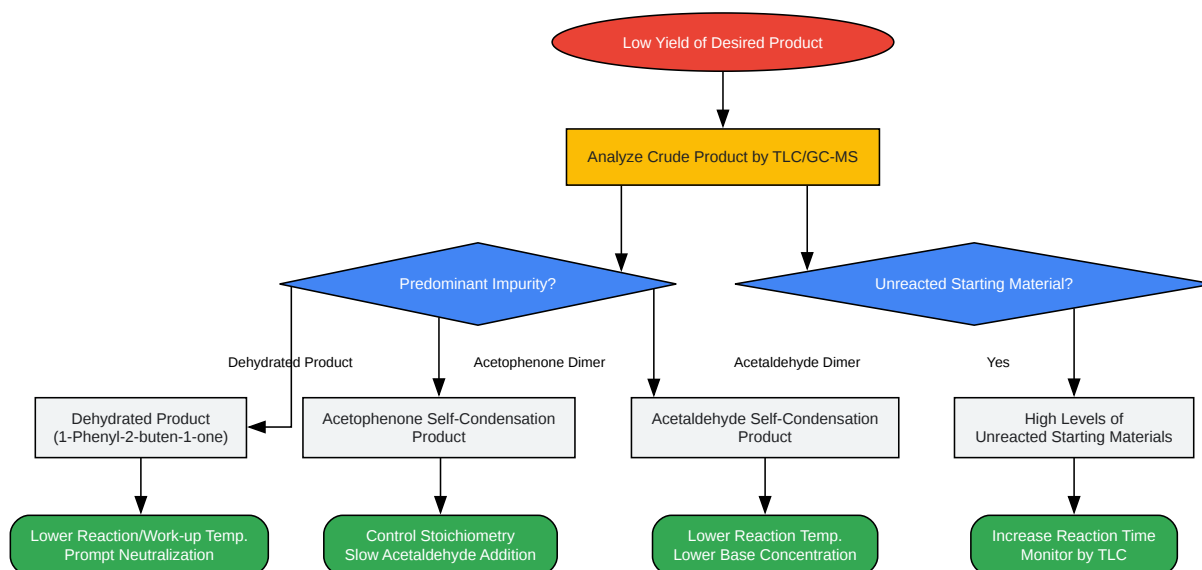 Low Yield of Desired Product
Analyze Crude Product by TLC/GC-MS
Predominant Impurity?
Unreacted Starting Material?
Dehydrated Product
Acetophenone Dimer
Acetaldehyde Dimer
Yes
Dehydrated Product
(1-Phenyl-2-buten-1-one)
Acetophenone Self-Condensation
Product
Acetaldehyde Self-Condensation
Product
High Levels of
Unreacted Starting Materials
Lower Reaction/Work-up Temp.
Prompt Neutralization
Control Stoichiometry
Slow Acetaldehyde Addition
Lower Reaction Temp.
Lower Base Concentration
Increase Reaction Time
Monitor by TLC